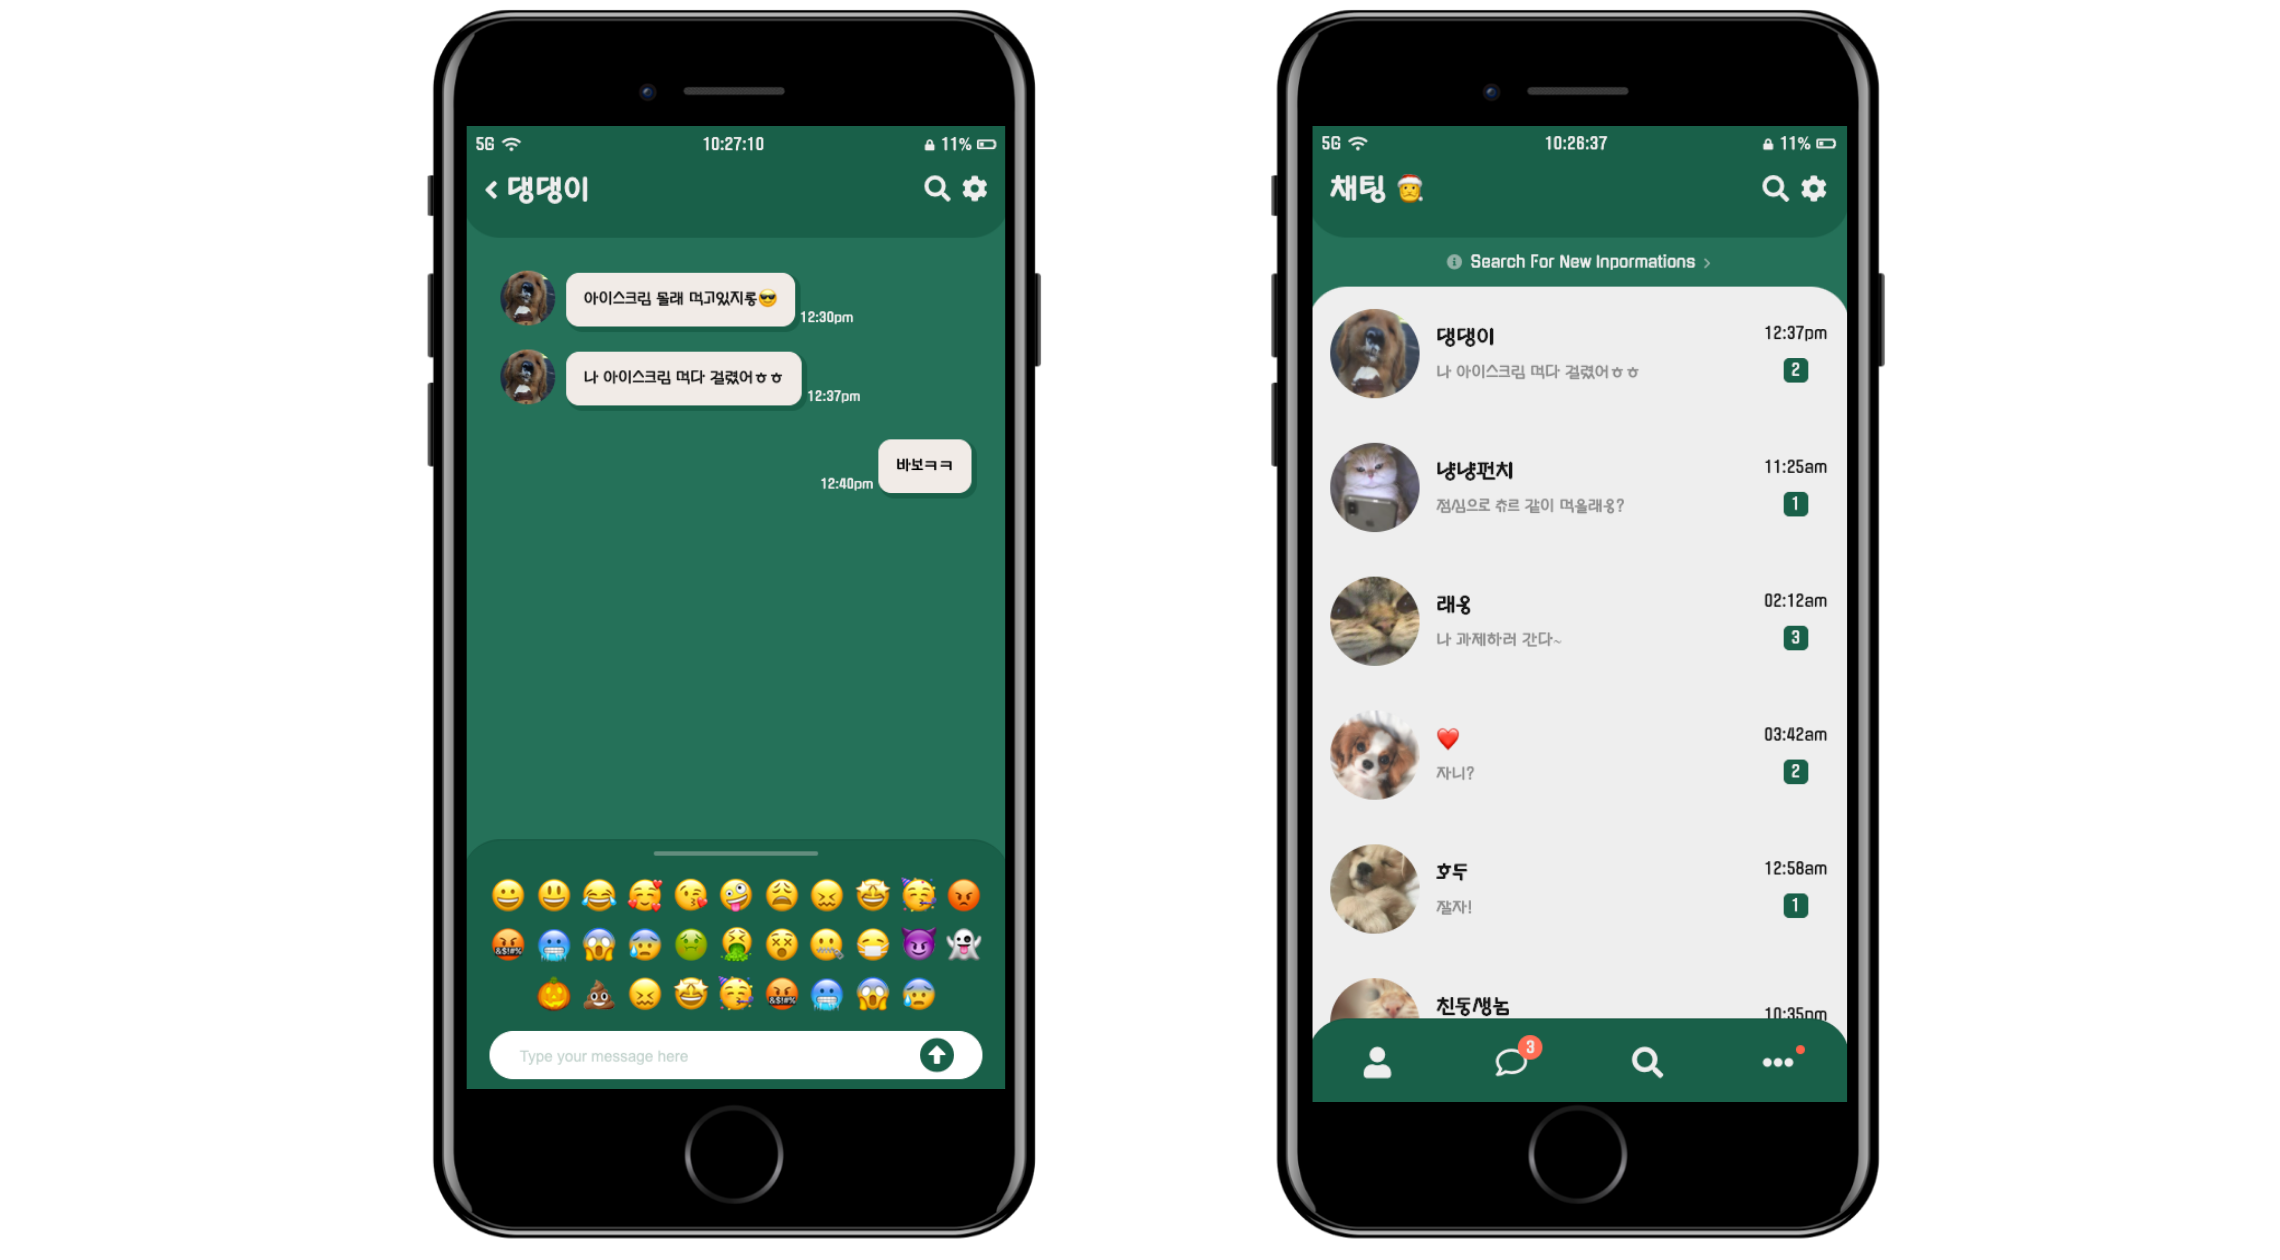 5G 10:27:10 11%
댕댕이
아이스크림 몰래 먹고있지롱😎
12:30pm
나 아이스크림 먹다 걸렸어ㅎㅎ
12:37pm
바보ㅋㅋ
12:40pm
Type your message here
5G 10:26:37 11%
채팅 🎅
Search For New Inpormations
댕댕이 12:37pm
나 아이스크림 먹다 걸렸어ㅎㅎ 2
냥냥펀치 11:25am
점심으로 츄르 같이 먹을래옹? 1
래옹 02:12am
나 과제하러 간다~ 3
❤️ 03:42am
자니? 2
호두 12:58am
잘자! 1
친동생놈 10:35pm
3